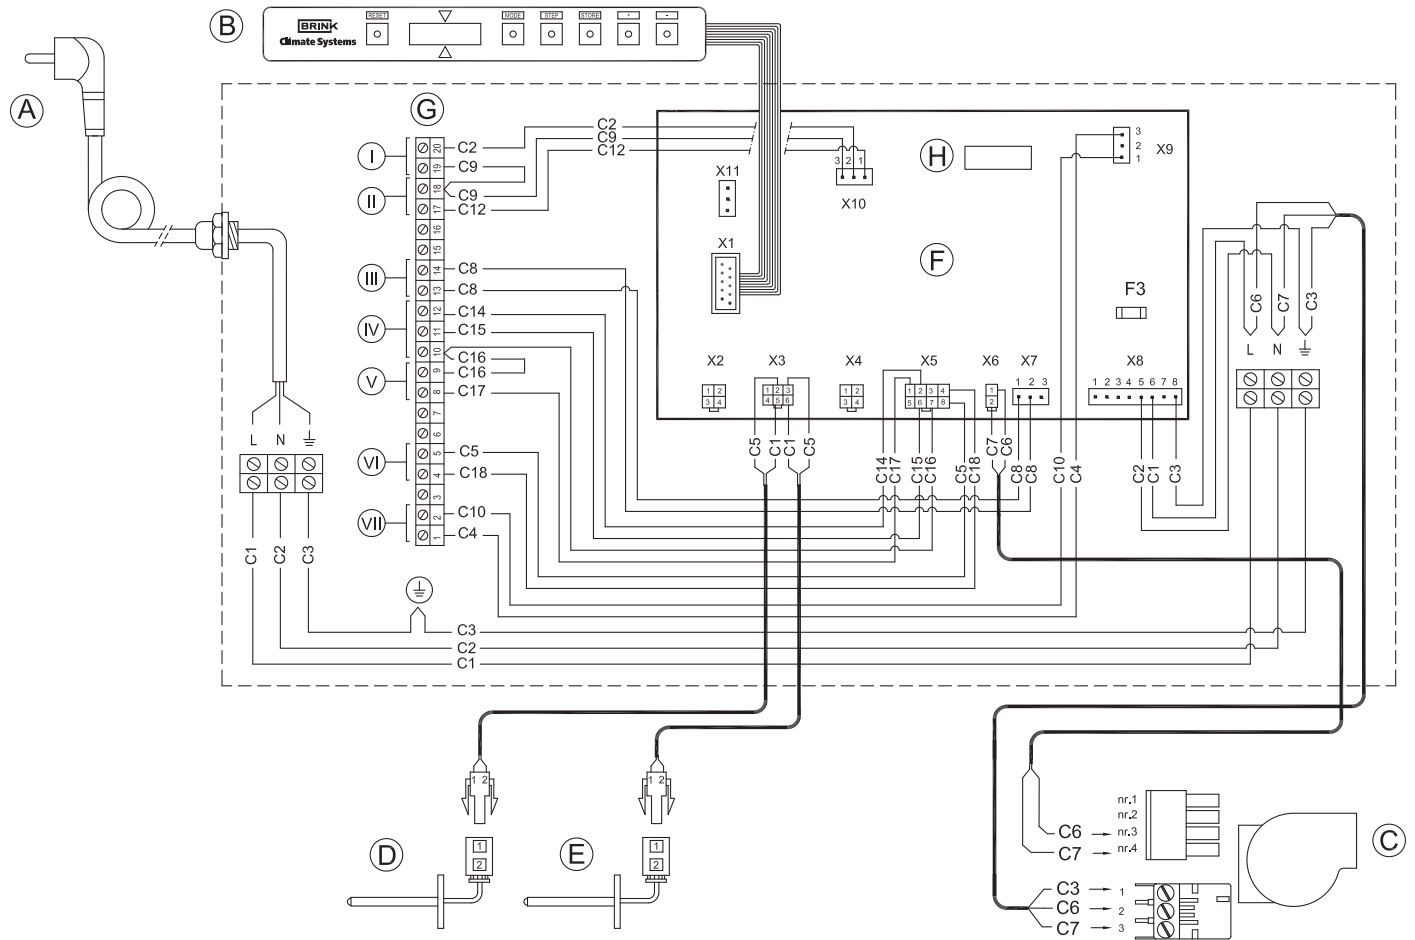 A
B
BRINK
Climate Systems
RESET
MODE STEP STORE + -
G
I
II
III
IV
V
VI
VII
20 C2
19 C9
18 C9
17 C12
16
15
14 C8
13 C8
12 C14
11 C15
10 C16
9 C16
8 C17
7
6
5 C5
4 C18
3
2 C10
1 C4
C2
C9
C12
H
F
F3
X11
X1
3 2 1
X10
3
2
1
X9
X2
1 2
3 4
X3
1 2 3
4 5 6
X4
1 2
3 4
X5
1 2 3 4
5 6 7 8
X6
1
2
X7
1 2 3
X8
1 2 3 4 5 6 7 8
C5 C1 C1 C5
C14 C17 C15 C16 C5 C18
C7 C6
C8 C8
C10 C4
C2 C1 C3
C6 C7 C3
L N
L N
C1 C2 C3
C3
C2
C1
1 2
1
2
D
1 2
1
2
E
nr.1
nr.2
C6 nr.3
C7 nr.4
C
C3 1
C6 2
C7 3